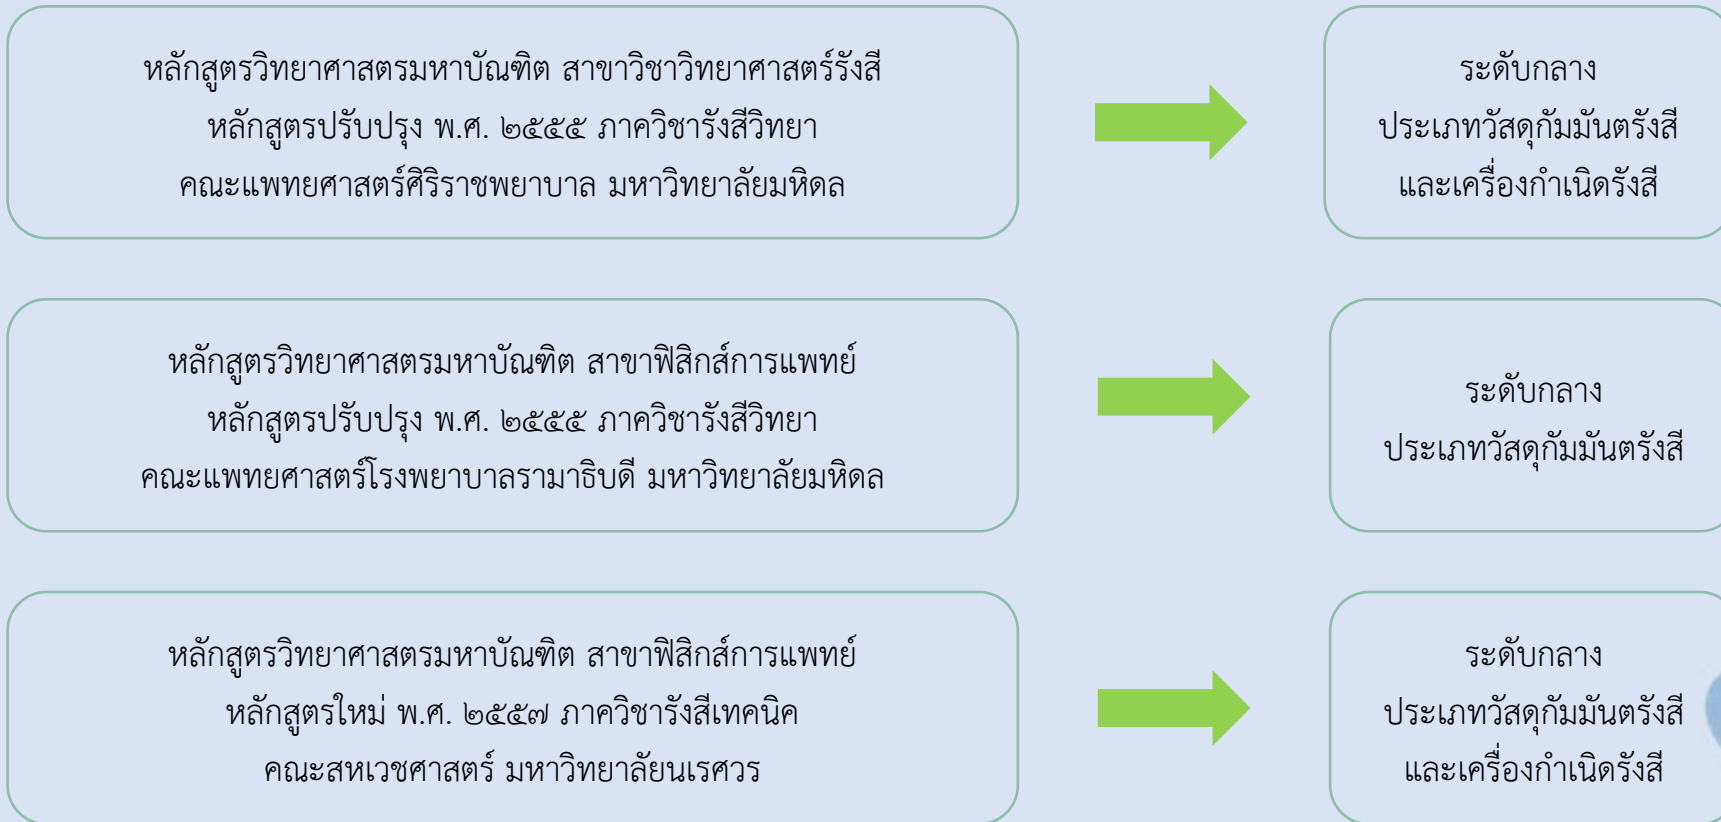 หลักสูตรวิทยาศาสตรมหาบัณฑิต สาขาวิชาวิทยาศาสตร์รังสี
หลักสูตรปรับปรุง พ.ศ. ๒๕๕๕ ภาควิชารังสีวิทยา
คณะแพทยศาสตร์ศิริราชพยาบาล มหาวิทยาลัยมหิดล
ระดับกลาง
ประเภทวัสดุกัมมันตรังสี
และเครื่องกำเนิดรังสี
หลักสูตรวิทยาศาสตรมหาบัณฑิต สาขาฟิสิกส์การแพทย์
หลักสูตรปรับปรุง พ.ศ. ๒๕๕๕ ภาควิชารังสีวิทยา
คณะแพทยศาสตร์โรงพยาบาลรามาธิบดี มหาวิทยาลัยมหิดล
ระดับกลาง
ประเภทวัสดุกัมมันตรังสี
หลักสูตรวิทยาศาสตรมหาบัณฑิต สาขาฟิสิกส์การแพทย์
หลักสูตรใหม่ พ.ศ. ๒๕๕๗ ภาควิชารังสีเทคนิค
คณะสหเวชศาสตร์ มหาวิทยาลัยนเรศวร
ระดับกลาง
ประเภทวัสดุกัมมันตรังสี
และเครื่องกำเนิดรังสี